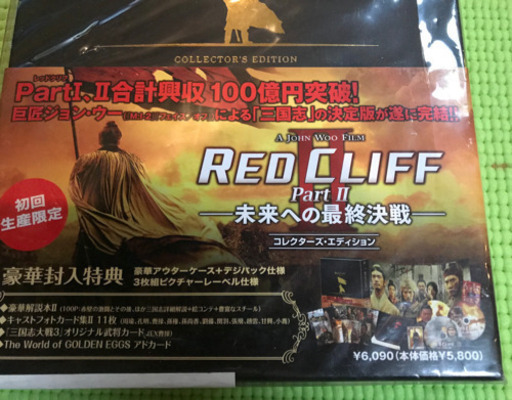 COLLECTOR'S EDITION
レッドクリフ
PartI、II合計興収 100億円突破!
巨匠ジョン・ウー による「三国志」の決定版が遂に完結!!
A JOHN WOO FILM
RED CLIFF
II
Part II
未来への最終決戦
コレクターズ・エディション
初回
生産限定
豪華封入特典
豪華アウターケース+デジパック仕様
3枚組ピクチャーレーベル仕様
◆豪華解説本II
◆キャストフォトカード集II 11枚
◆「三国志大戦3」オリジナル武将カード
◆The World of GOLDEN EGGS アドカード
¥6,090(本体価格¥5,800)